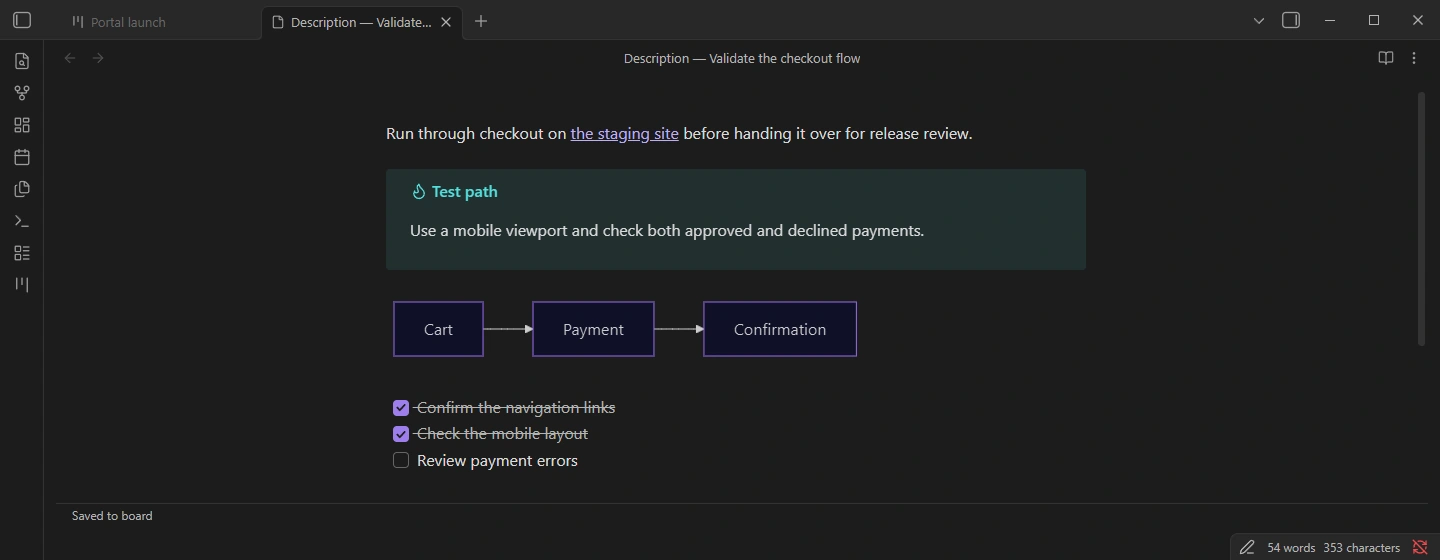 Portal launch
Description — Validate...
Description — Validate the checkout flow
Run through checkout on the staging site before handing it over for release review.
Test path
Use a mobile viewport and check both approved and declined payments.
Cart
Payment
Confirmation
Confirm the navigation links
Check the mobile layout
Review payment errors
Saved to board
54 words 353 characters